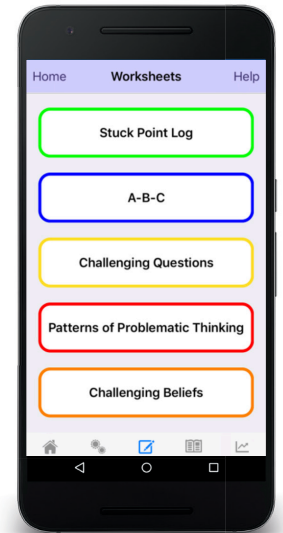 Home Worksheets Help
Stuck Point Log
A-B-C
Challenging Questions
Patterns of Problematic Thinking
Challenging Beliefs